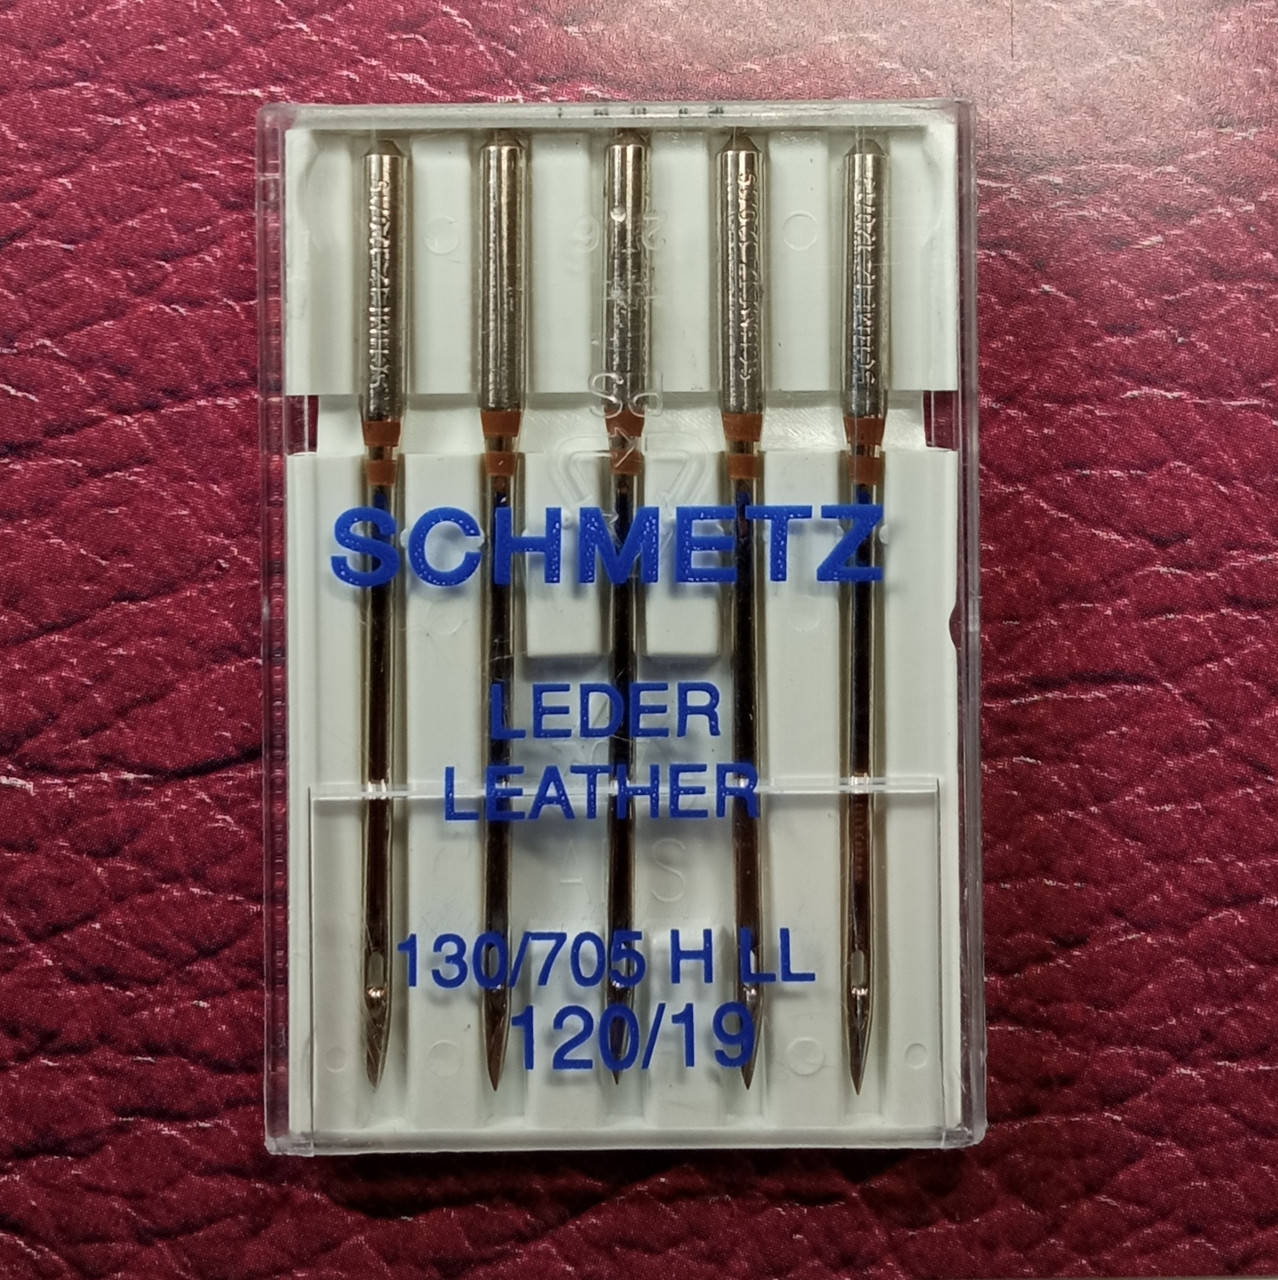 SCHMETZ
LEDER
LEATHER
130/705 H LL
120/19